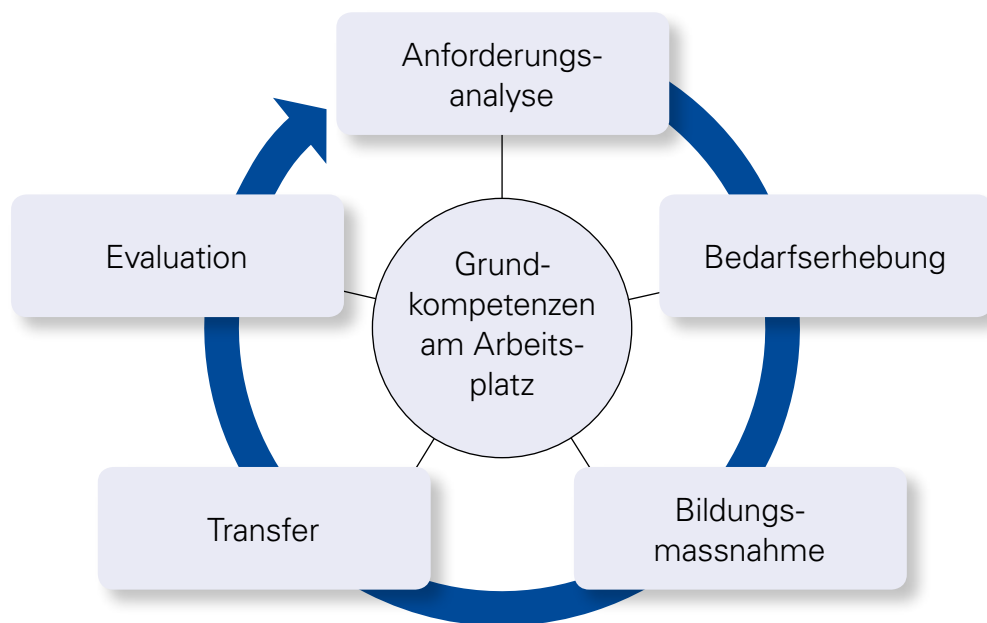 Anforderungs-
analyse
Evaluation
Bedarfserhebung
Grund-
kompetenzen
am Arbeits-
platz
Transfer
Bildungs-
massnahme